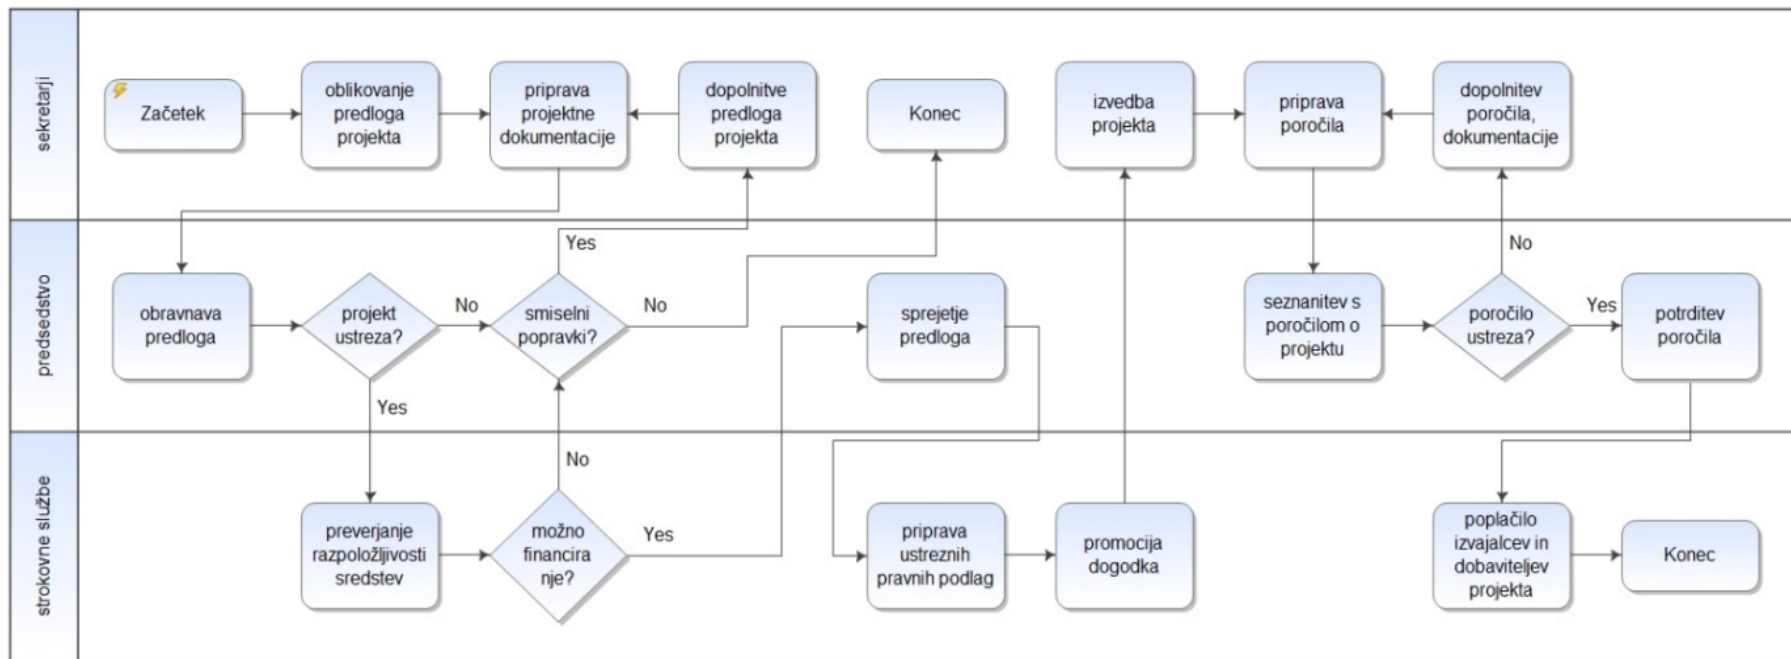 sekretarji
Začetek
oblikovanje
predloga
projekta
priprava
projektne
dokumentacije
dopolnitve
predloga
projekta
Konec
izvedba
projekta
priprava
poročila
dopolnitev
poročila,
dokumentacije
predsedstvo
obravnava
predloga
projekt
ustreza?
No
Yes
smiselni
popravki?
Yes
No
sprejetje
predloga
seznanitev s
poročilom o
projektu
poročilo
ustreza?
No
Yes
potrditev
poročila
strokovne službe
preverjanje
razpoložljivosti
sredstev
možno
financira
nje?
No
Yes
priprava
ustreznih
pravnih podlag
promocija
dogodka
poplačilo
izvajalcev in
dobaviteljev
projekta
Konec